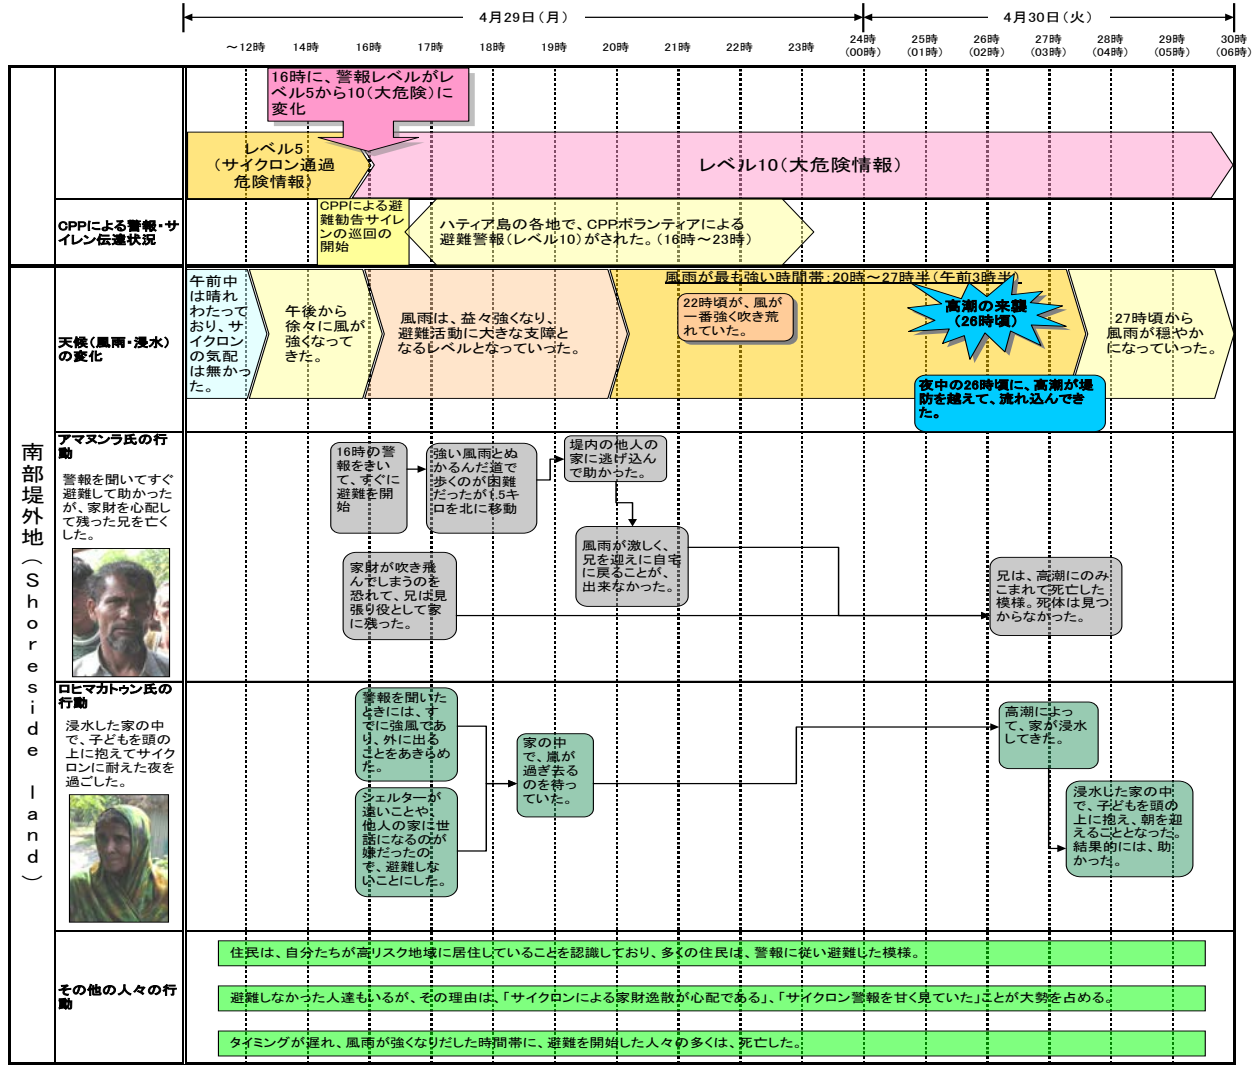 4月29日(月)
4月30日(火)
～12時
14時
16時
17時
18時
19時
20時
21時
22時
23時
24時
(00時)
25時
(01時)
26時
(02時)
27時
(03時)
28時
(04時)
29時
(05時)
30時
(06時)
16時に、警報レベルがレ
ベル5から10(大危険)に
変化
レベル5
(サイクロン通過
危険情報)
レベル10(大危険情報)
CPPによる警報・サ
イレン伝達状況
CPPによる避
難勧告サイレ
ンの巡回の
開始
ハティア島の各地で、CPPボランティアによる
避難警報(レベル10)がされた。(16時～23時)
南部堤外地(Shoreside land)
天候(風雨・浸水)
の変化
午前中
は晴れ
わたって
おり、サ
イクロン
の気配
は無かっ
た。
午後から
徐々に風が
強くなって
きた。
風雨は、益々強くなり、
避難活動に大きな支障と
なるレベルとなっていった。
風雨が最も強い時間帯:20時～27時半(午前3時半)
22時頃が、風が
一番強く吹き荒
れていた。
高潮の来襲
(26時頃)
夜中の26時頃に、高潮が堤
防を越えて、流れ込んでき
た。
27時頃から
風雨が穏やか
になっていった。
アマヌンラ氏の行
動
警報を聞いてすぐ
避難して助かった
が、家財を心配し
て残った兄を亡く
した。
16時の警
報をきい
て、すぐに
避難を開
始
強い風雨とぬ
かるんだ道で
歩くのが困難
だったが1.5キ
ロを北に移動
堤内の他人の
家に逃げ込ん
で助かった。
風雨が激しく、
兄を迎えに自宅
に戻ることが、
出来なかった。
家財が吹き飛
んでしまうのを
恐れて、兄は見
張り役として家
に残った。
兄は、高潮にのみ
こまれて死亡した
模様。死体は見つ
からなかった。
ロヒマカトゥン氏の
行動
浸水した家の中
で、子どもを頭の
上に抱えてサイク
ロンに耐えた夜を
過ごした。
警報を聞いた
ときには、す
でに強風であ
り、外に出る
ことをあきらめ
た。
シェルターが
遠いことや、
他人の家に世
話になるのが
嫌だったの
で、避難しな
いことにした。
家の中
で、嵐が
過ぎ去る
のを待っ
ていた。
高潮によっ
て、家が浸水
してきた。
浸水した家の中
で、子どもを頭の
上に抱え、朝を迎
えることとなった。
結果的には、助
かった。
その他の人々の行
動
住民は、自分たちが高リスク地域に居住していることを認識しており、多くの住民は、警報に従い避難した模様。
避難しなかった人達もいるが、その理由は、「サイクロンによる家財逸散が心配である」、「サイクロン警報を甘く見ていた」ことが大勢を占める。
タイミングが遅れ、風雨が強くなりだした時間帯に、避難を開始した人々の多くは、死亡した。